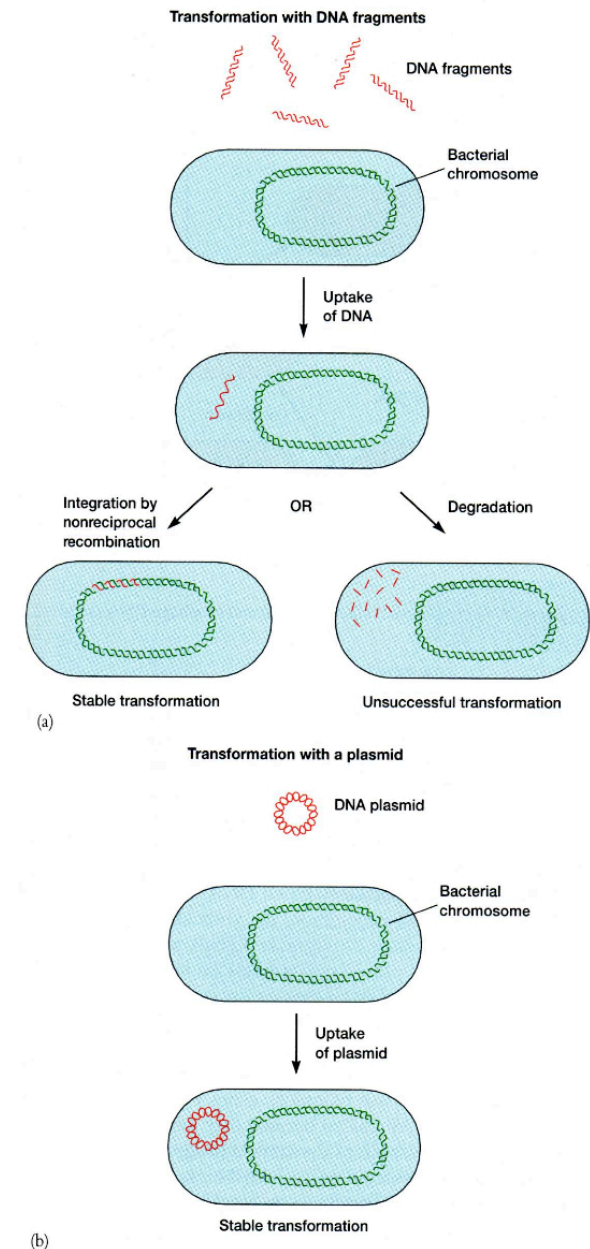 Transformation with DNA fragments
DNA fragments
Bacterial
chromosome
Uptake
of DNA
Integration by
nonreciprocal
recombination
OR
Degradation
Stable transformation
Unsuccessful transformation
(a)
Transformation with a plasmid
DNA plasmid
Bacterial
chromosome
Uptake
of plasmid
Stable transformation
(b)